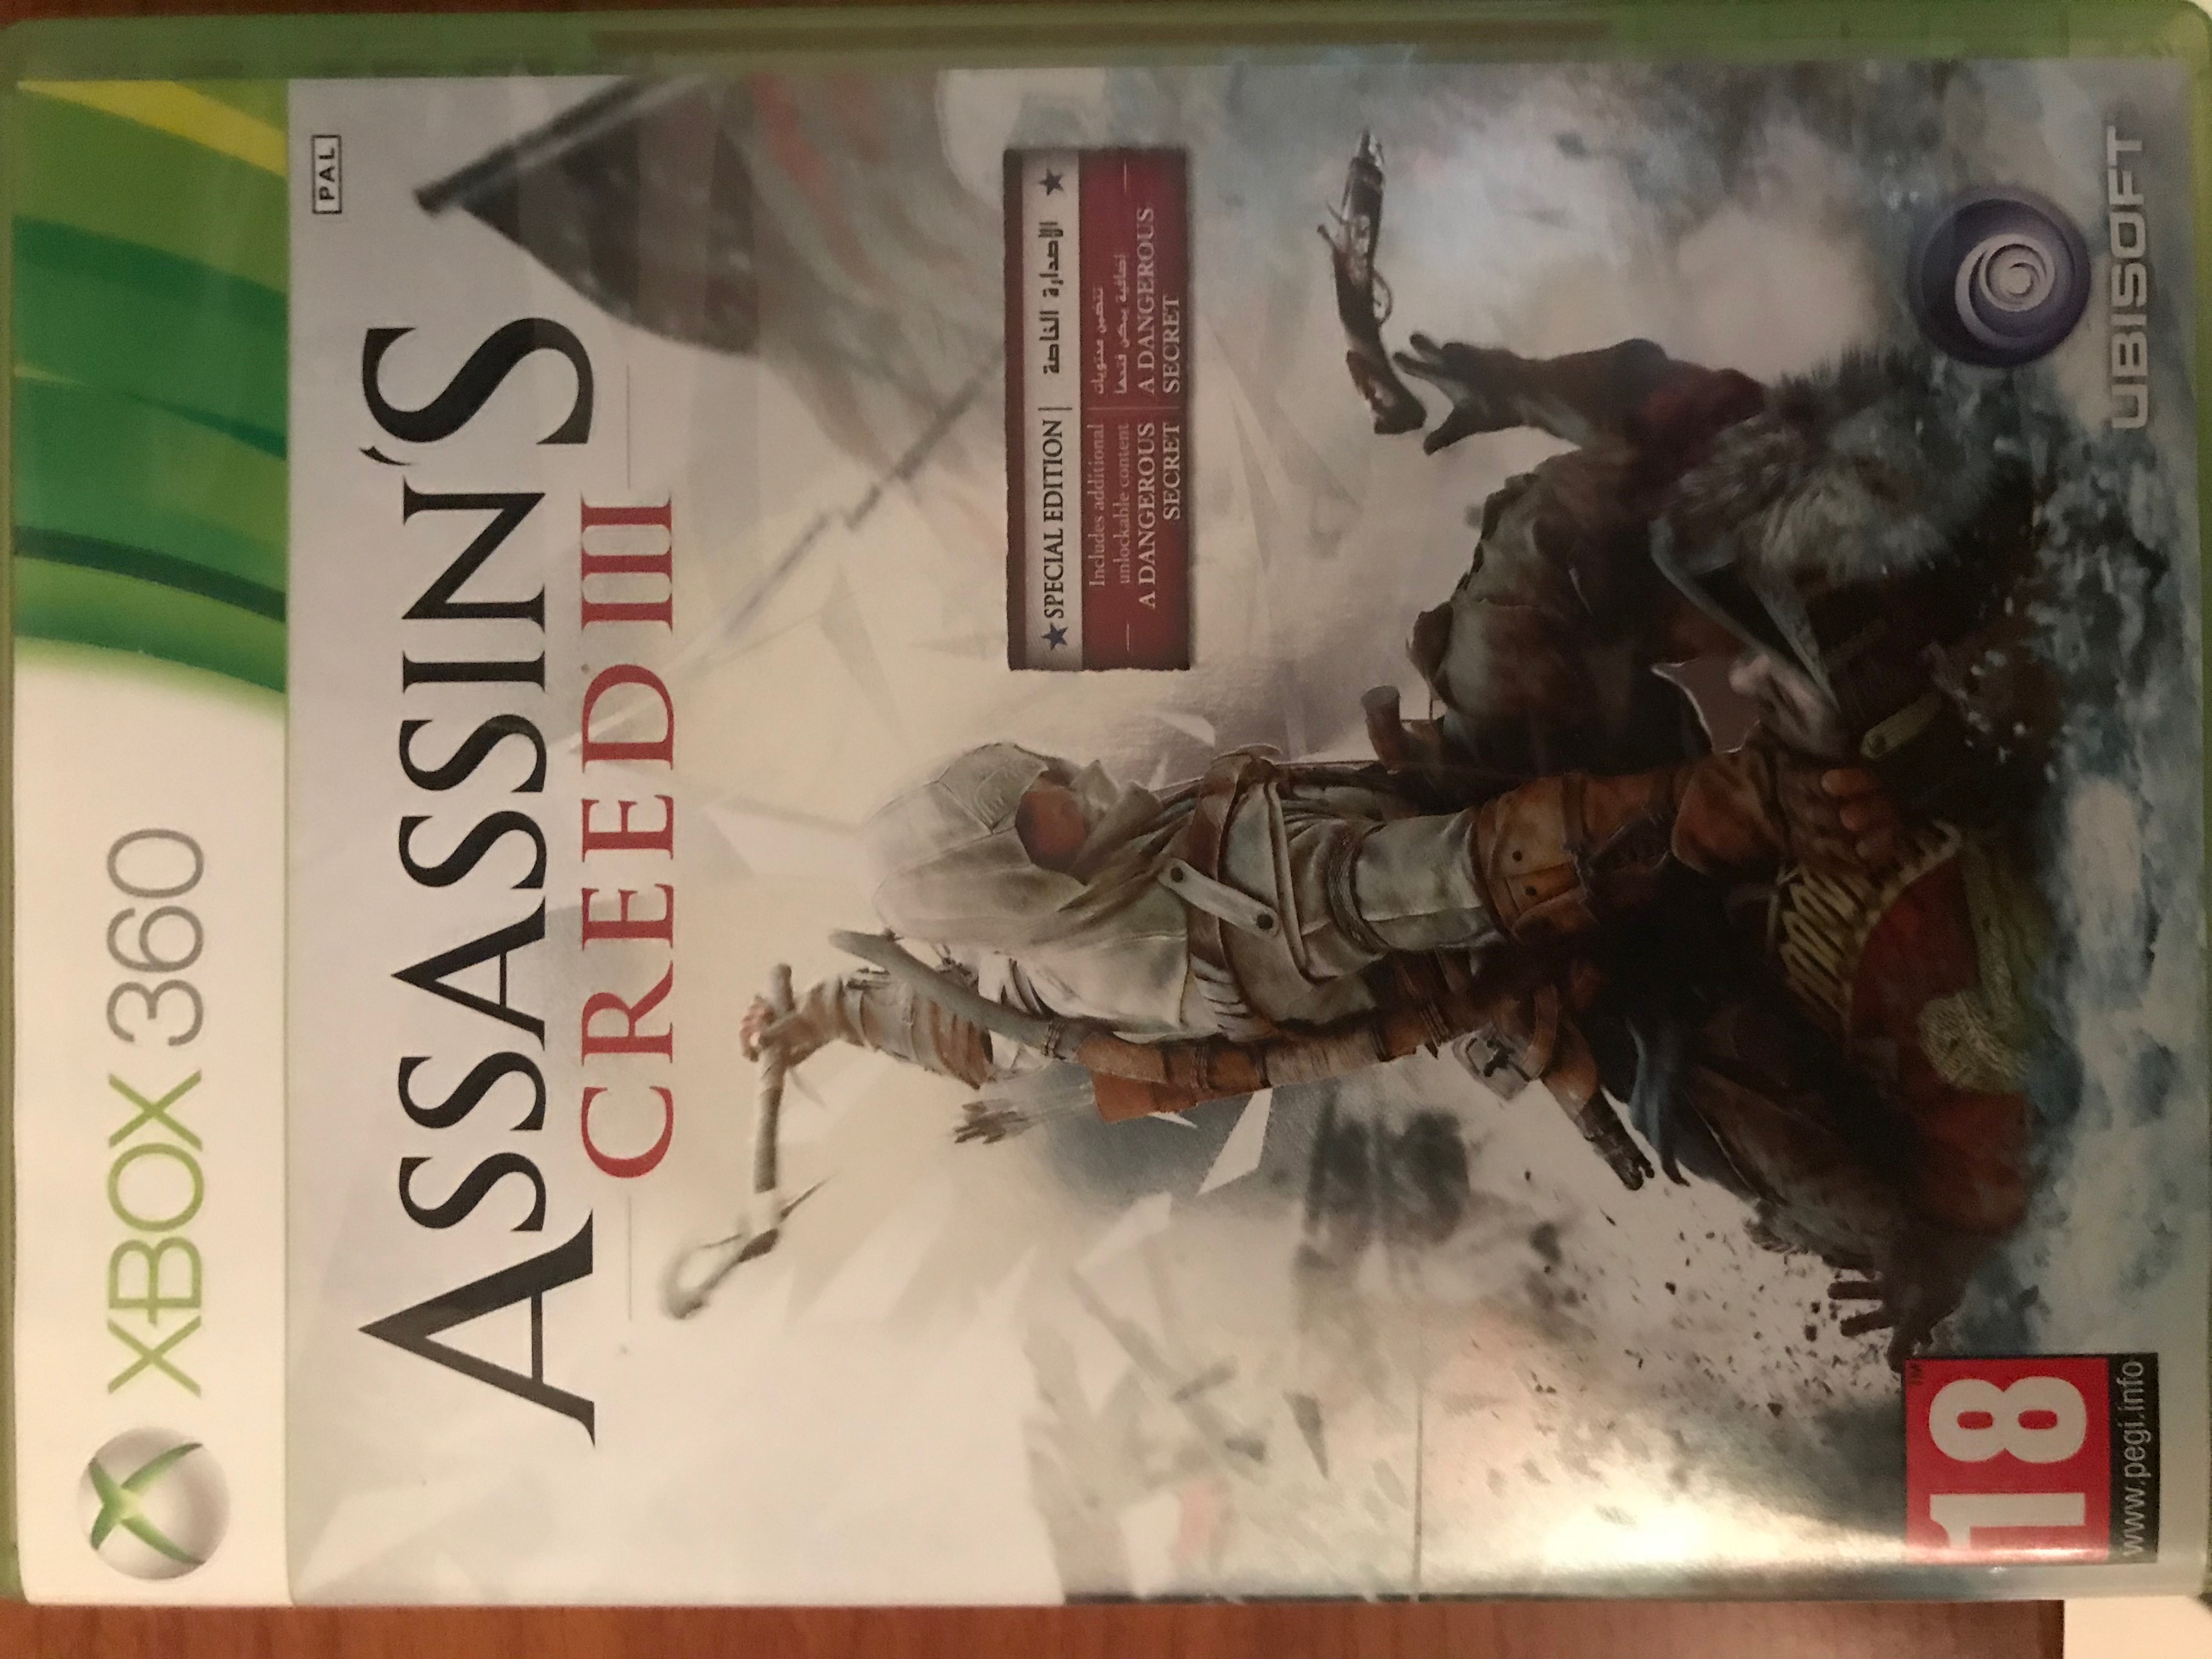 XBOX 360
PAL
ASSASSIN'S
CREED III
SPECIAL EDITION | الإصدارة الخاصة
Includes additional
unlockable content
A DANGEROUS
SECRET
تتضمن محتويات
إضافية يمكن فتحها
A DANGEROUS
SECRET
18
TM
www.pegi.info
UBISOFT